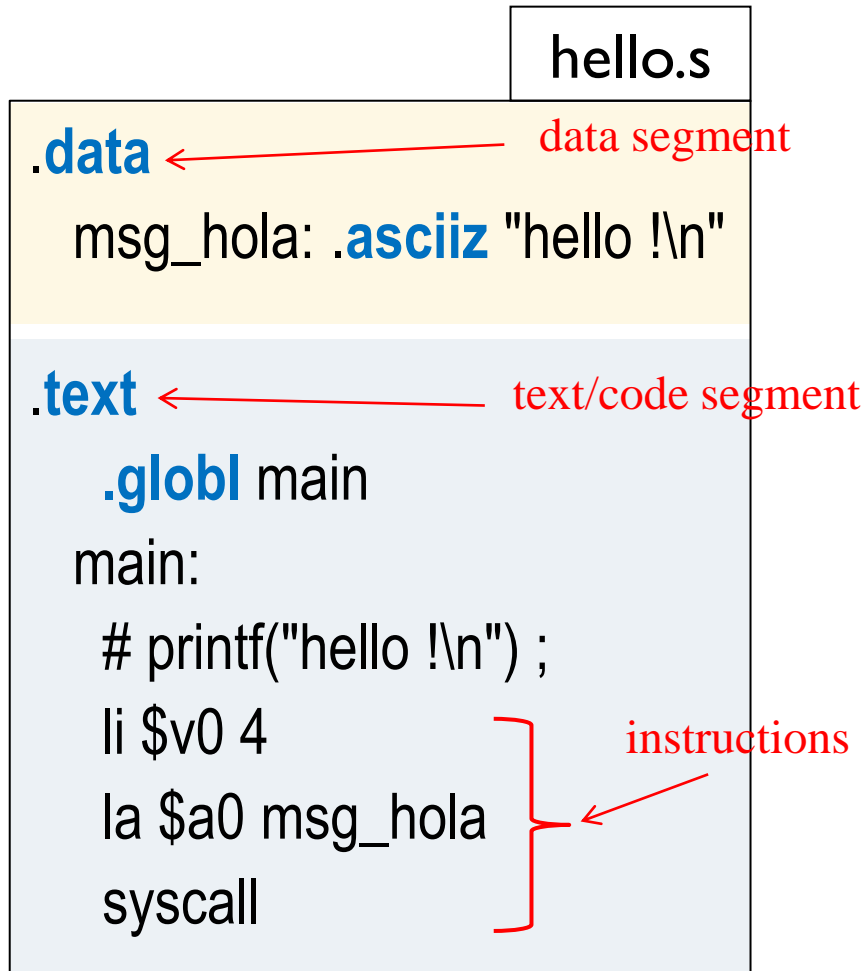 hello.s
.data
data segment
msg_hola: .asciiz "hello !\n"
.text
text/code segment
.globl main
main:
# printf("hello !\n") ;
li $v0 4
instructions
la $a0 msg_hola
syscall